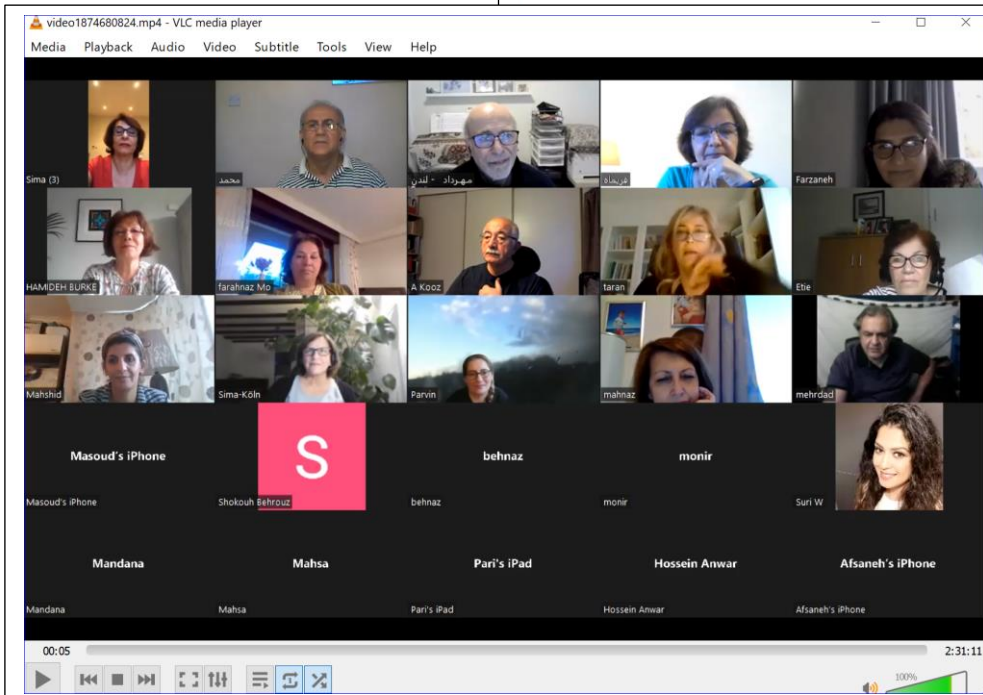 video1874680824.mp4 - VLC media player
Media Playback Audio Video Subtitle Tools View Help
Sima (3)
محمد
مهرداد - لندن
فریماه
Farzaneh
HAMIDEH BURKE
farahnaz Mo
A Kooz
taran
Etie
Mahshid
Sima-Köln
Parvin
mahnaz
mehrdad
Masoud's iPhone
Masoud's iPhone
S
Shokouh Behrouz
behnaz
behnaz
monir
monir
Suri W
Mandana
Mandana
Mahsa
Mahsa
Pari's iPad
Pari's iPad
Hossein Anwar
Hossein Anwar
Afsaneh's iPhone
Afsaneh's iPhone
00:05
2:31:11
100%